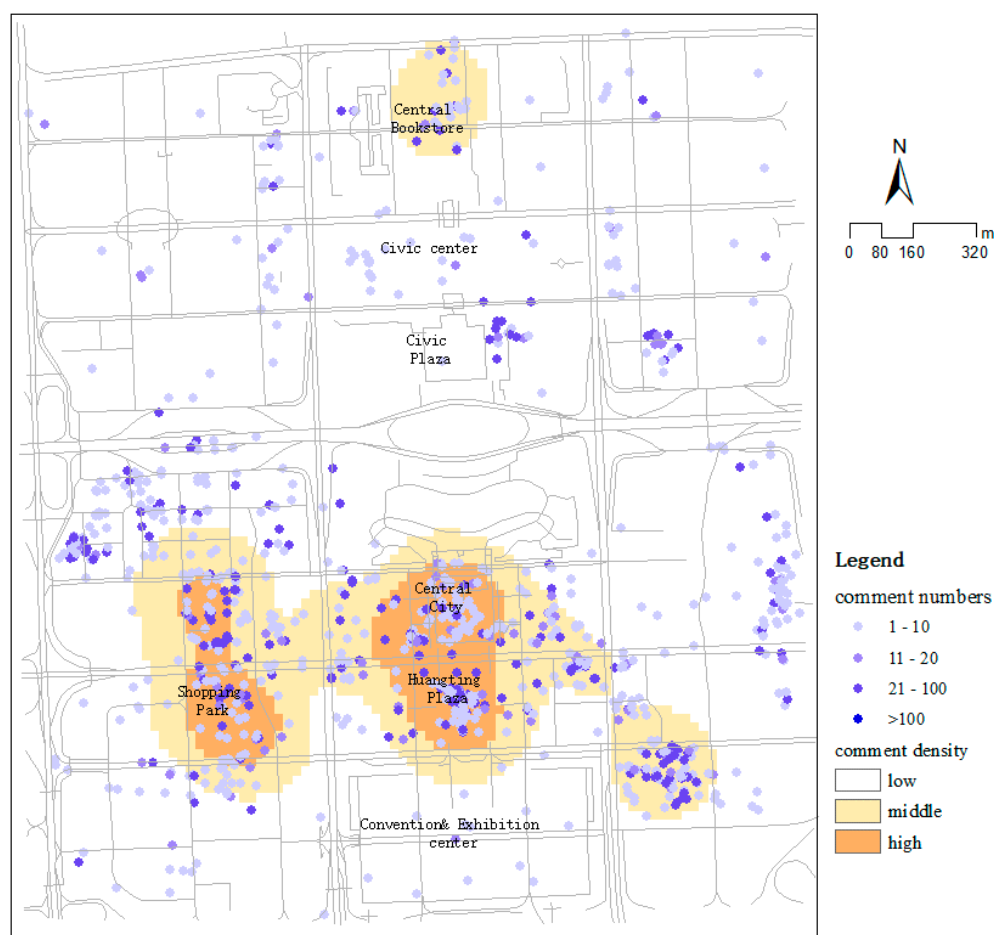 Central
Bookstore
Civic center
Civic
Plaza
Central
City
Shopping
Park
Huangting
Plaza
Convention& Exhibition
center
N
0 80 160 320 m
Legend
comment numbers
1 - 10
11 - 20
21 - 100
>100
comment density
low
middle
high